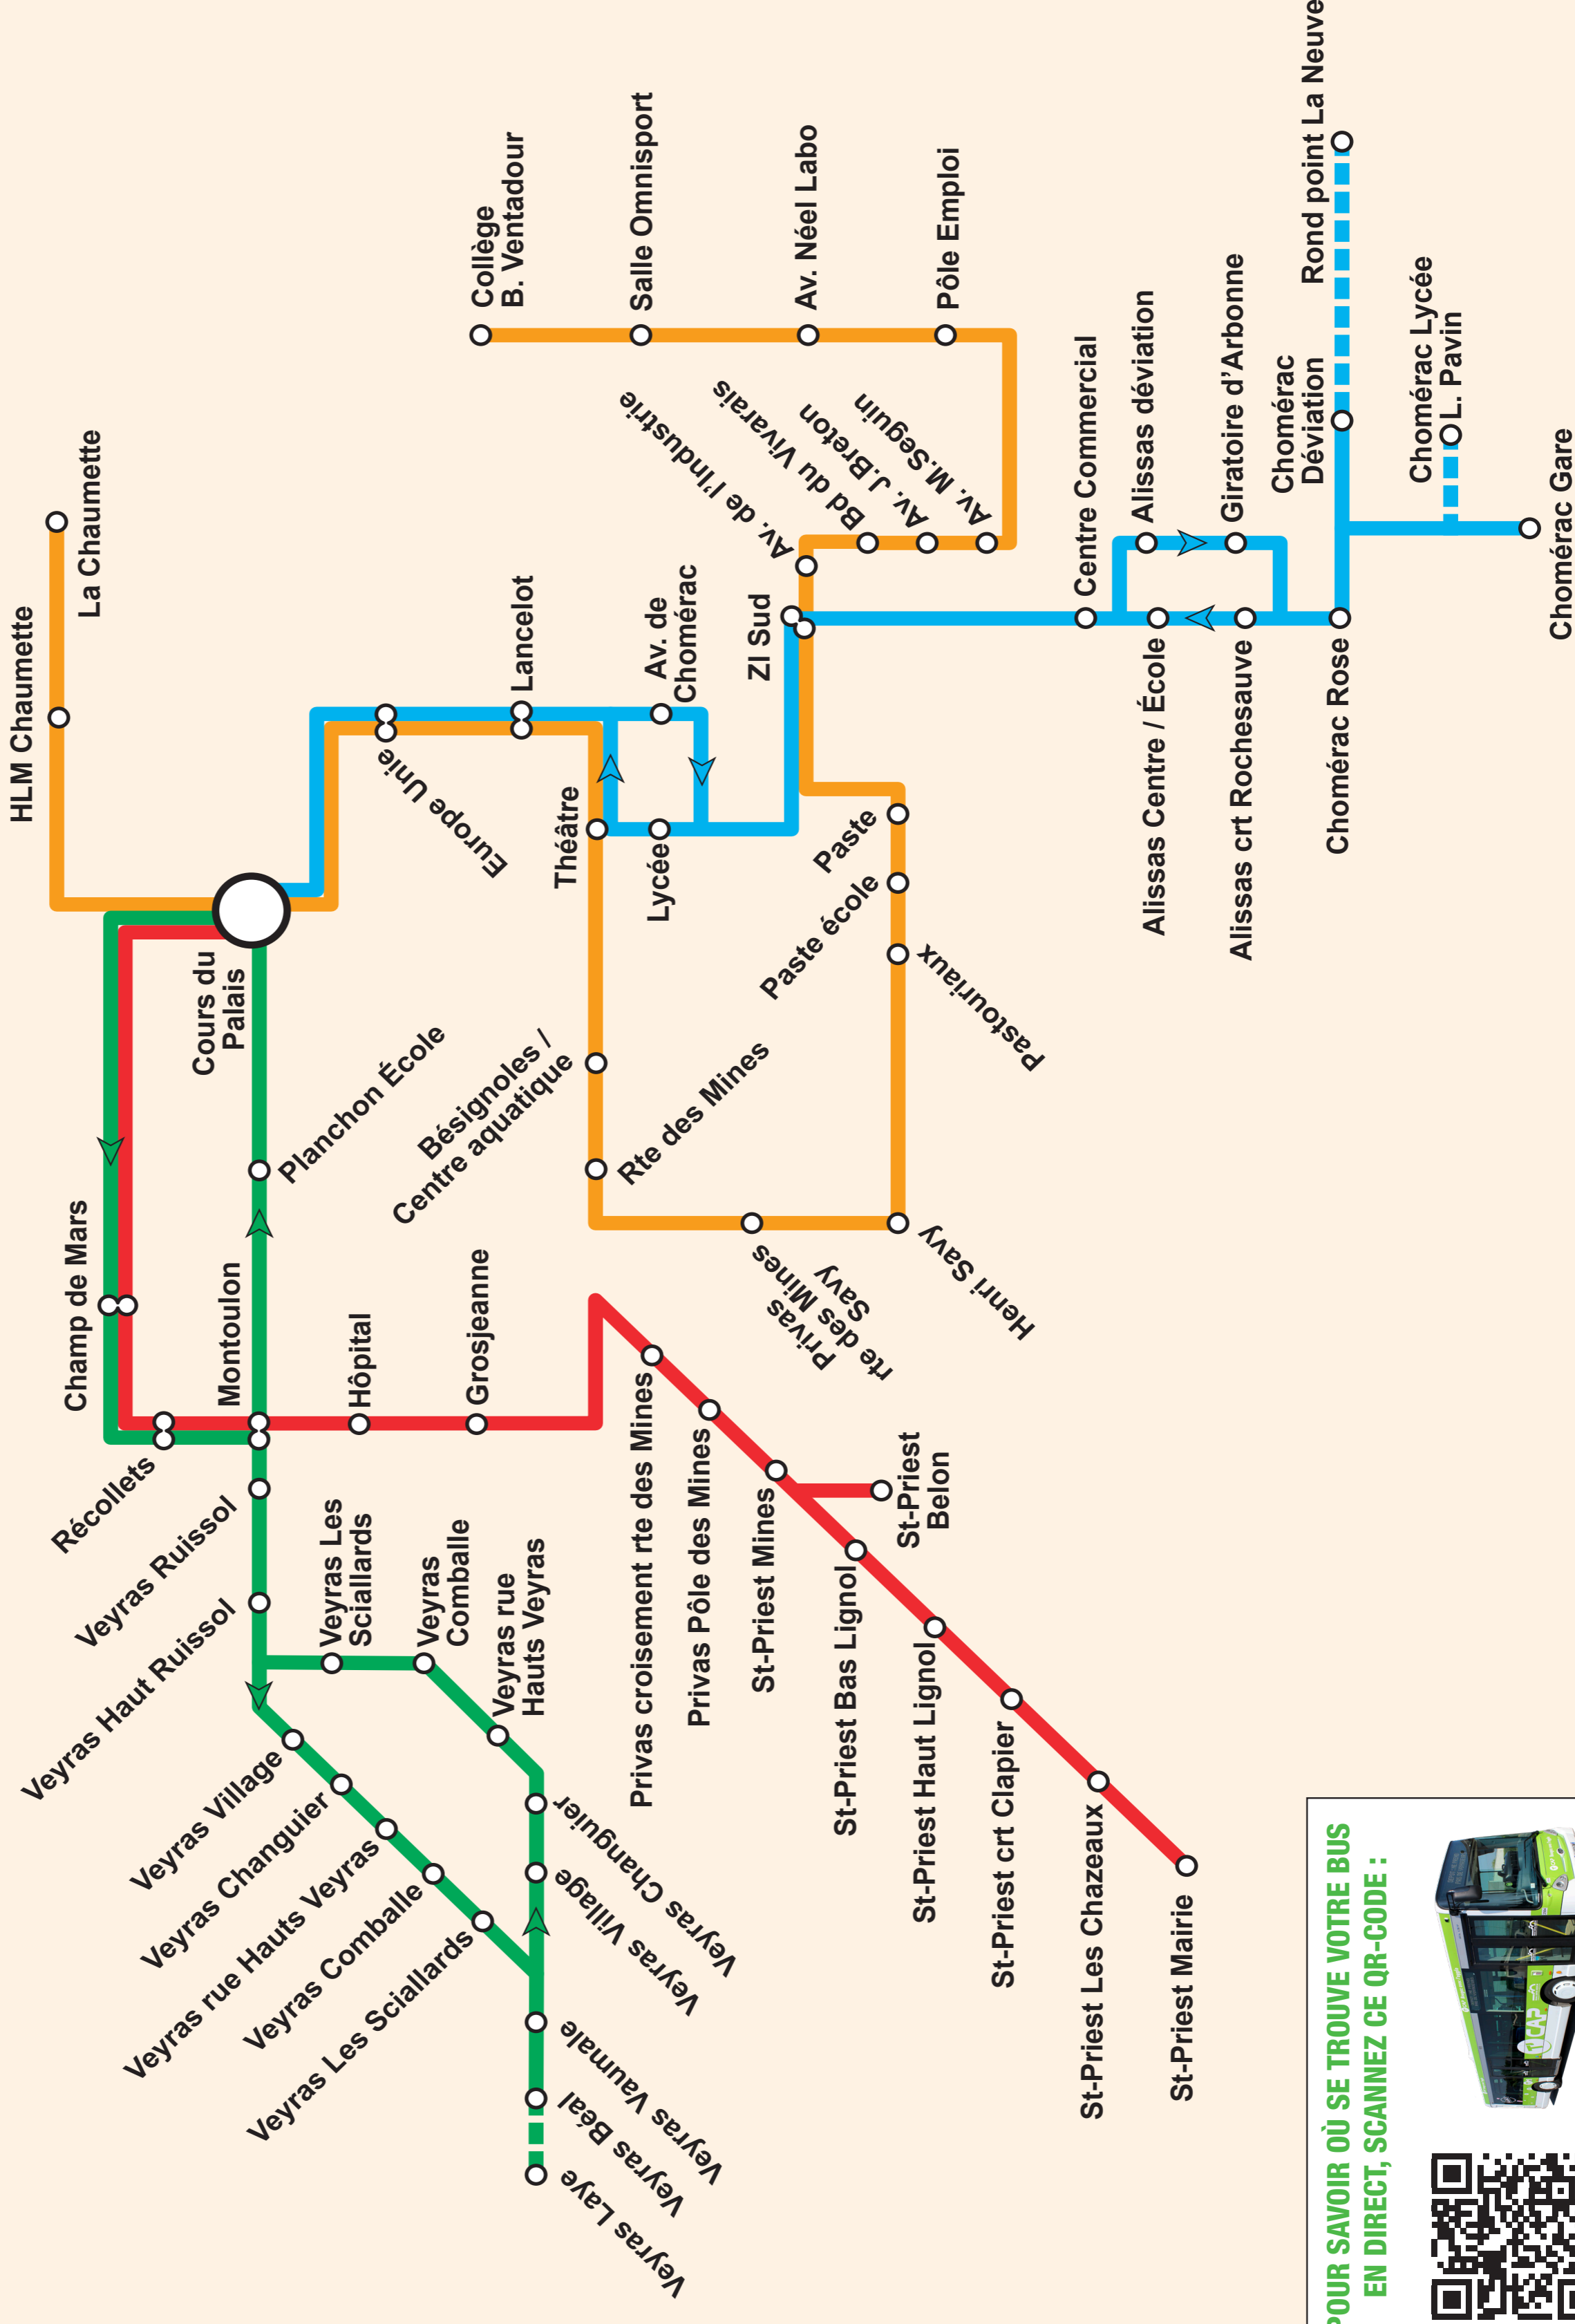 HLM Chaumette
La Chaumette
Collège
B. Ventadour
Salle Omnisport
Av. Néel Labo
Pôle Emploi
Av. de l'Industrie
Bd du Vivarais
Av. J.Breton
Av. M.Seguin
Lancelot
Europe Unie
Av. de
Chomérac
ZI Sud
Théâtre
Lycée
Centre Commercial
Alissas déviation
Giratoire d'Arbonne
Alissas Centre / École
Alissas crt Rochesauve
Chomérac Rose
Chomérac
Déviation
Rond point La Neuve
Chomérac Lycée
L. Pavin
Chomérac Gare
Paste
Paste école
Pastouriaux
Henri Savy
Privas
rte des Mines
Savy
Rte des Mines
Bésignoles /
Centre aquatique
Cours du
Palais
Planchon École
Champ de Mars
Montoulon
Récollets
Hôpital
Grosjeanne
Veyras Ruissol
Veyras Haut Ruissol
Veyras Les
Sciallards
Veyras
Comballe
Veyras rue
Hauts Veyras
Veyras Village
Veyras Changuier
Veyras rue Hauts Veyras
Veyras Comballe
Veyras Les Sciallards
Veyras Changuier
Veyras Village
Veyras Vaumale
Veyras Béal
Veyras Laye
Privas croisement rte des Mines
Privas Pôle des Mines
St-Priest Mines
St-Priest
Belon
St-Priest Bas Lignol
St-Priest Haut Lignol
St-Priest crt Clapier
St-Priest Les Chazeaux
St-Priest Mairie
POUR SAVOIR OÙ SE TROUVE VOTRE BUS
EN DIRECT, SCANNEZ CE QR-CODE :